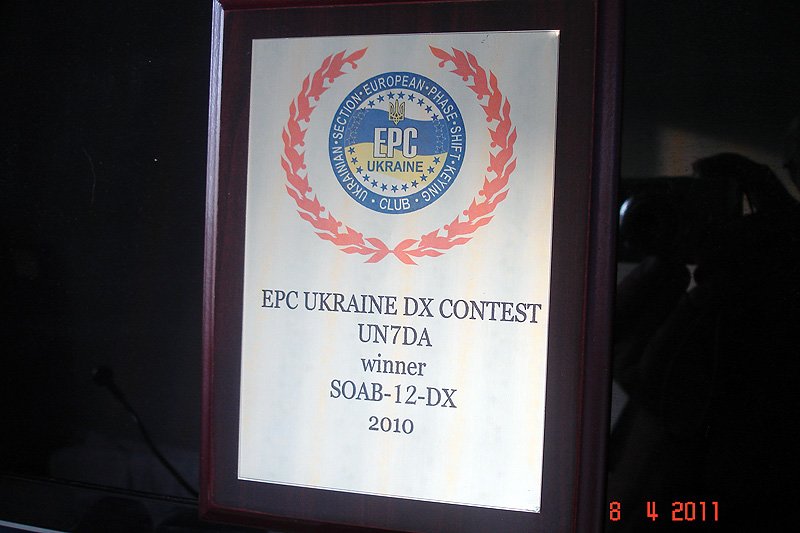 UKRAINIAN·SECTION·EUROPEAN·PHASE·SHIFT·KEYING
·CLUB·
EPC
UKRAINE
EPC UKRAINE DX CONTEST
UN7DA
winner
SOAB-12-DX
2010
8 4 2011